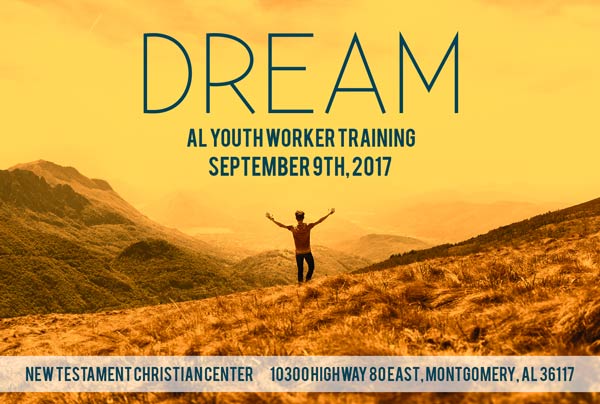 DREAM
AL YOUTH WORKER TRAINING
SEPTEMBER 9TH, 2017
NEW TESTAMENT CHRISTIAN CENTER 10300 HIGHWAY 80 EAST, MONTGOMERY, AL 36117